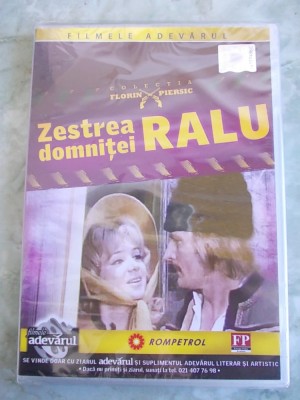 FILMELE ADEVĂRUL
COLECȚIA
FLORIN PIERSIC
Zestrea
domniței RALU
filmele
adevărul
ROMPETROL
FP
SE VINDE DOAR CU ZIARUL adevărul ȘI SUPLIMENTUL ADEVĂRUL LITERAR ȘI ARTISTIC
• Dacă nu primiți și ziarul, sunați la tel. 021 407 76 98 •